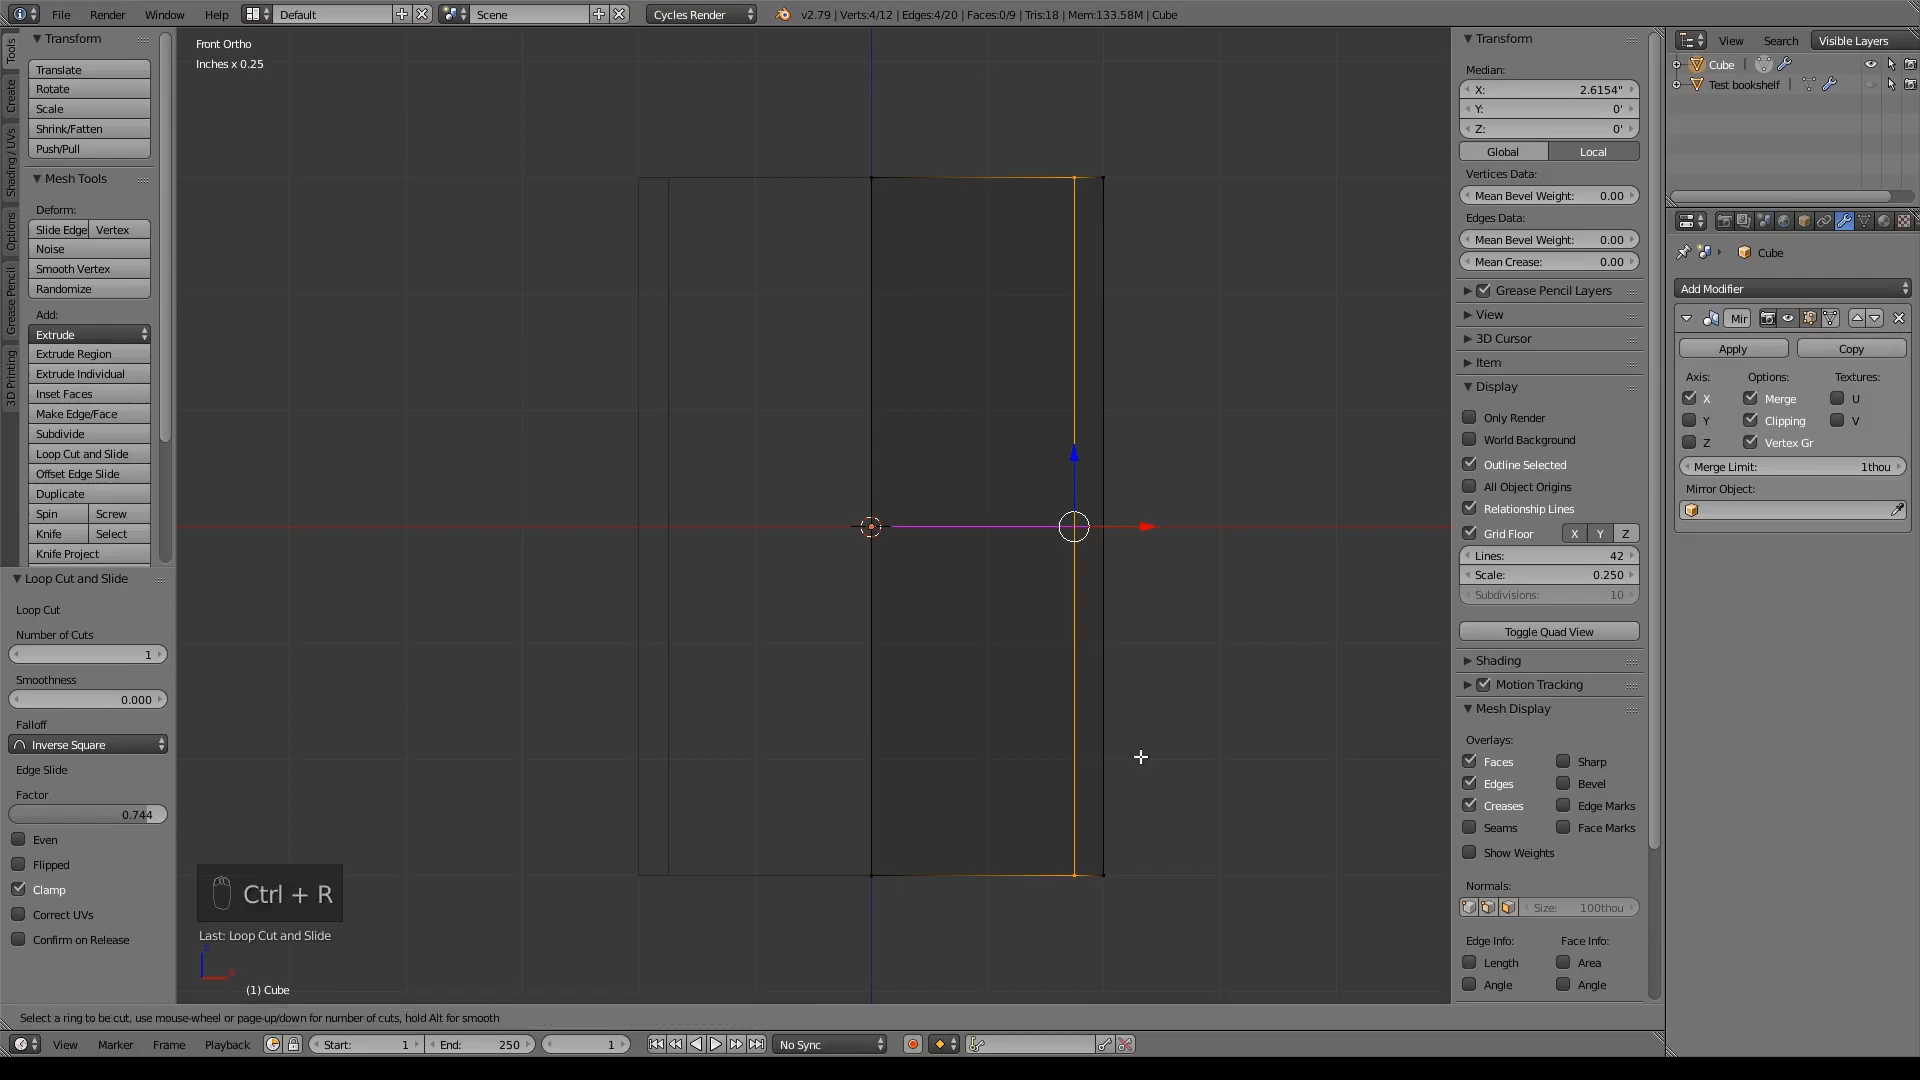 File Render Window Help Default Scene Cycles Render v2.79 | Verts:4/12 | Edges:4/20 | Faces:0/9 | Tris:18 | Mem:133.58M | Cube
Tools
Create
Shading / UVs
Options
Grease Pencil
3D Printing
Transform
Translate
Rotate
Scale
Shrink/Fatten
Push/Pull
Mesh Tools
Deform:
Slide Edge Vertex
Noise
Smooth Vertex
Randomize
Add:
Extrude
Extrude Region
Extrude Individual
Inset Faces
Make Edge/Face
Subdivide
Loop Cut and Slide
Offset Edge Slide
Duplicate
Spin Screw
Knife Select
Knife Project
Loop Cut and Slide
Loop Cut
Number of Cuts
1
Smoothness
0.000
Falloff
Inverse Square
Edge Slide
Factor
0.744
Even
Flipped
Clamp
Correct UVs
Confirm on Release
Front Ortho
Inches x 0.25
Ctrl + R
Last: Loop Cut and Slide
(1) Cube
Transform
Median:
X: 2.6154"
Y: 0'
Z: 0'
Global Local
Vertices Data:
Mean Bevel Weight: 0.00
Edges Data:
Mean Bevel Weight: 0.00
Mean Crease: 0.00
Grease Pencil Layers
View
3D Cursor
Item
Display
Only Render
World Background
Outline Selected
All Object Origins
Relationship Lines
Grid Floor X Y Z
Lines: 42
Scale: 0.250
Subdivisions: 10
Toggle Quad View
Shading
Motion Tracking
Mesh Display
Overlays:
Faces Sharp
Edges Bevel
Creases Edge Marks
Seams Face Marks
Show Weights
Normals:
Size: 100thou
Edge Info: Face Info:
Length Area
Angle Angle
View Search Visible Layers
Cube
Test bookshelf
Cube
Add Modifier
Mir
Apply Copy
Axis: Options: Textures:
X Merge U
Y Clipping V
Z Vertex Gr
Merge Limit: 1thou
Mirror Object:
Select a ring to be cut, use mouse-wheel or page-up/down for number of cuts, hold Alt for smooth
View Marker Frame Playback Start: 1 End: 250 1 No Sync